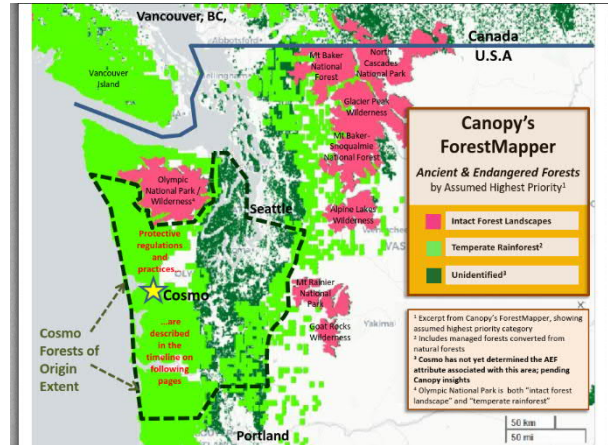 Vancouver, BC,
Abbotsford
Canada
U.S.A
Vancouver
Island
Mt Baker
National
Forest
North
Cascades
National Park
Glacier Peak
Wilderness
Mt Baker-
Snoqualmie
National Forest
Olympic
National Park /
Wilderness⁴
Seattle
Alpine Lakes
Wilderness
Protective
regulations
and
practices…
Cosmo
…are
described in
the timeline
on following
pages
Mt Rainier
National
Park
Goat Rocks
Wilderness
Yakima
Cosmo
Forests of
Origin
Extent
Portland
Canopy's
ForestMapper
Ancient & Endangered Forests
by Assumed Highest Priority¹
Intact Forest Landscapes
Temperate Rainforest²
Unidentified³
¹ Excerpt from Canopy's ForestMapper, showing
assumed highest priority category
² Includes managed forests converted from
natural forests
³ Cosmo has not yet determined the AEF
attribute associated with this area; pending
Canopy insights
⁴ Olympic National Park is both "intact forest
landscape" and "temperate rainforest"
50 km
50 mi